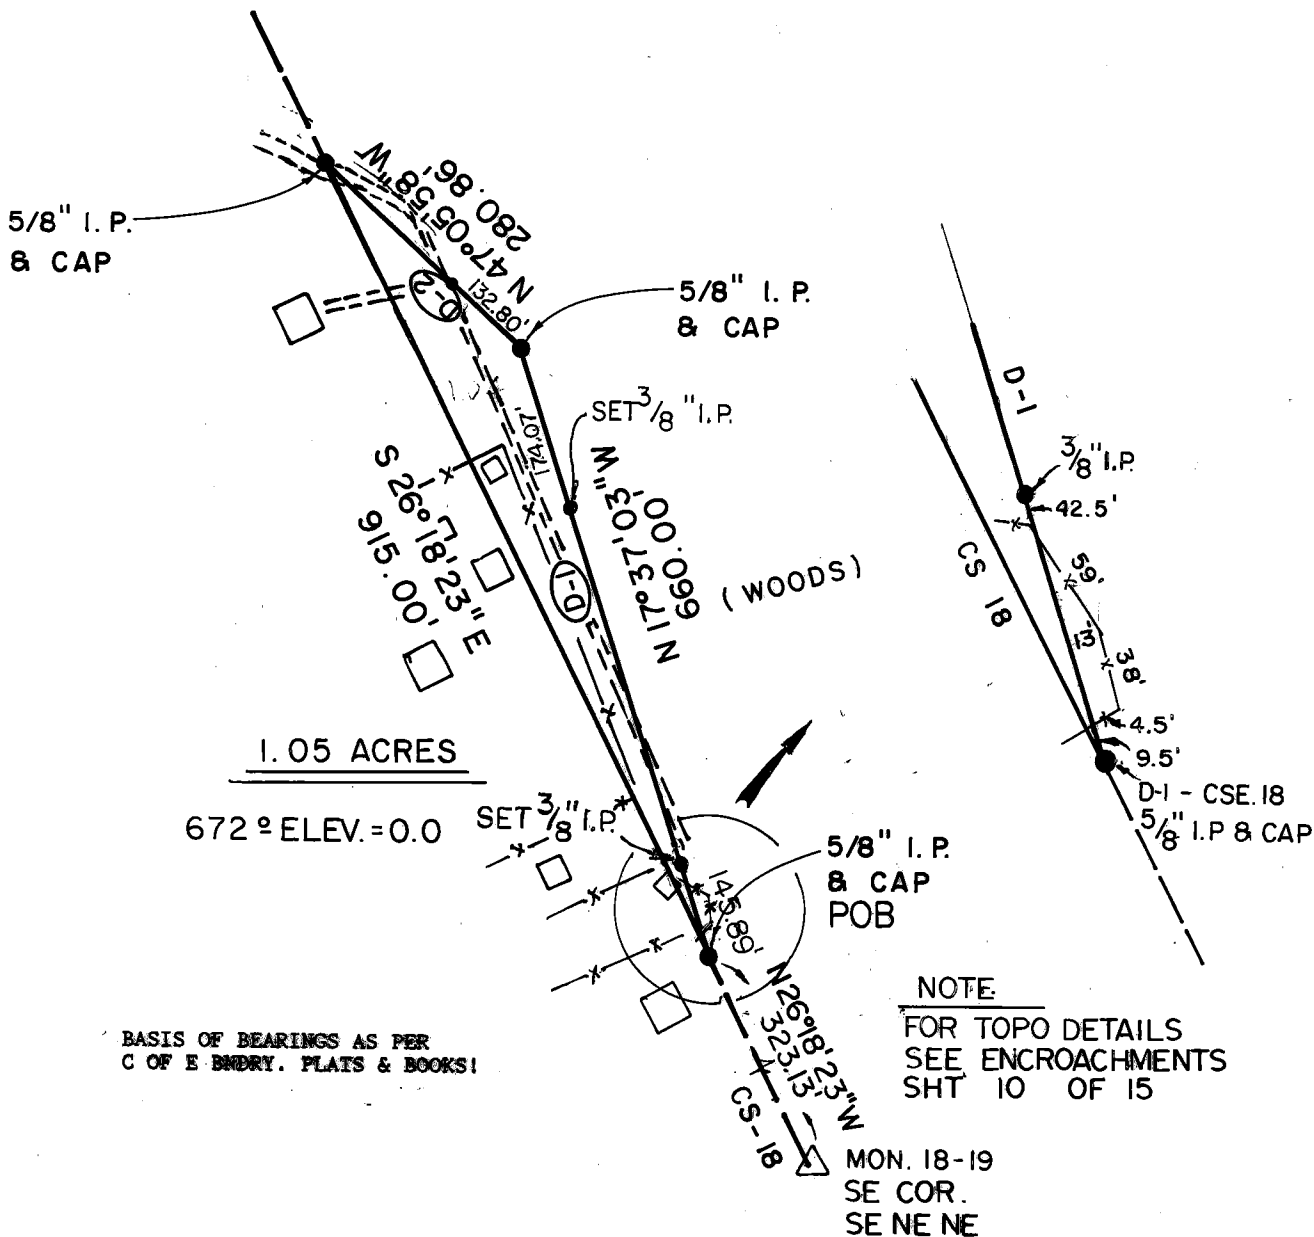 5/8" I. P.
& CAP
N 47°05'58" W
280.86'
132.80'
D-2
5/8" I. P.
& CAP
SET 3/8" I.P.
174.07'
S 26°18'23" E
915.00'
N 17°37'03" W
660.00'
D-1
(WOODS)
1.05 ACRES
672º ELEV. = 0.0
SET 3/8" I.P.
5/8" I. P.
& CAP
POB
145.89'
N 26°18'23" W
323.13'
CS-18
MON. 18-19
SE COR.
SE NE NE
BASIS OF BEARINGS AS PER
C OF E BNDRY. PLATS & BOOKS!
D-1
3/8" I.P.
42.5'
CS 18
59'
13'
38'
4.5'
9.5'
D-1 - CSE. 18
5/8" I.P & CAP
NOTE
FOR TOPO DETAILS
SEE ENCROACHMENTS
SHT 10 OF 15